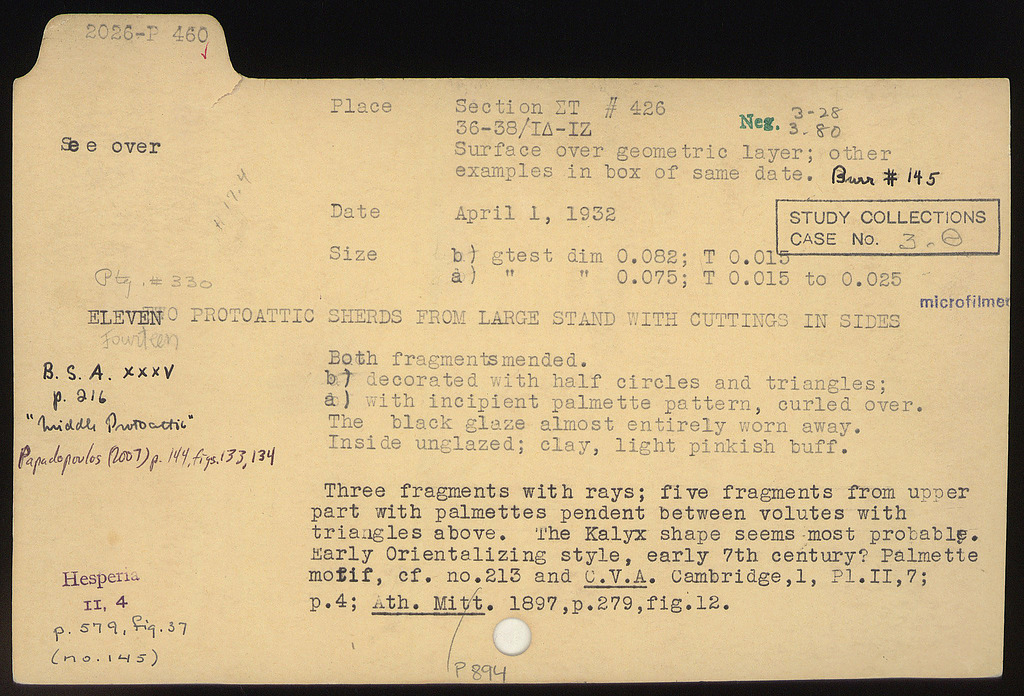 2026-P 460
See over
Place Section ΣΤ # 426
36-38/ΙΔ-ΙΖ
Neg. 3-28
3.80
Surface over geometric layer; other
examples in box of same date. Burr # 145
# 17.4
Date April 1, 1932
STUDY COLLECTIONS
CASE No. 3-Θ
Size b) gtest dim 0.082; T 0.015
a) " " 0.075; T 0.015 to 0.025
Ptg. # 330
microfilmed
ELEVEN PROTOATTIC SHERDS FROM LARGE STAND WITH CUTTINGS IN SIDES
Fourteen
Both fragments mended.
b) decorated with half circles and triangles;
a) with incipient palmette pattern, curled over.
The black glaze almost entirely worn away.
Inside unglazed; clay, light pinkish buff.
B. S. A. XXXV
p. 216
"Middle Protoattic"
Papadopoulos (2007) p. 144, figs. 133, 134
Three fragments with rays; five fragments from upper
part with palmettes pendent between volutes with
triangles above. The Kalyx shape seems most probable.
Early Orientalizing style, early 7th century? Palmette
motif, cf. no.213 and C.V.A. Cambridge,1, Pl.II,7;
p.4; Ath. Mitt. 1897,p.279,fig.12.
Hesperia
II, 4
p. 579, fig. 37
(no. 145)
P 894